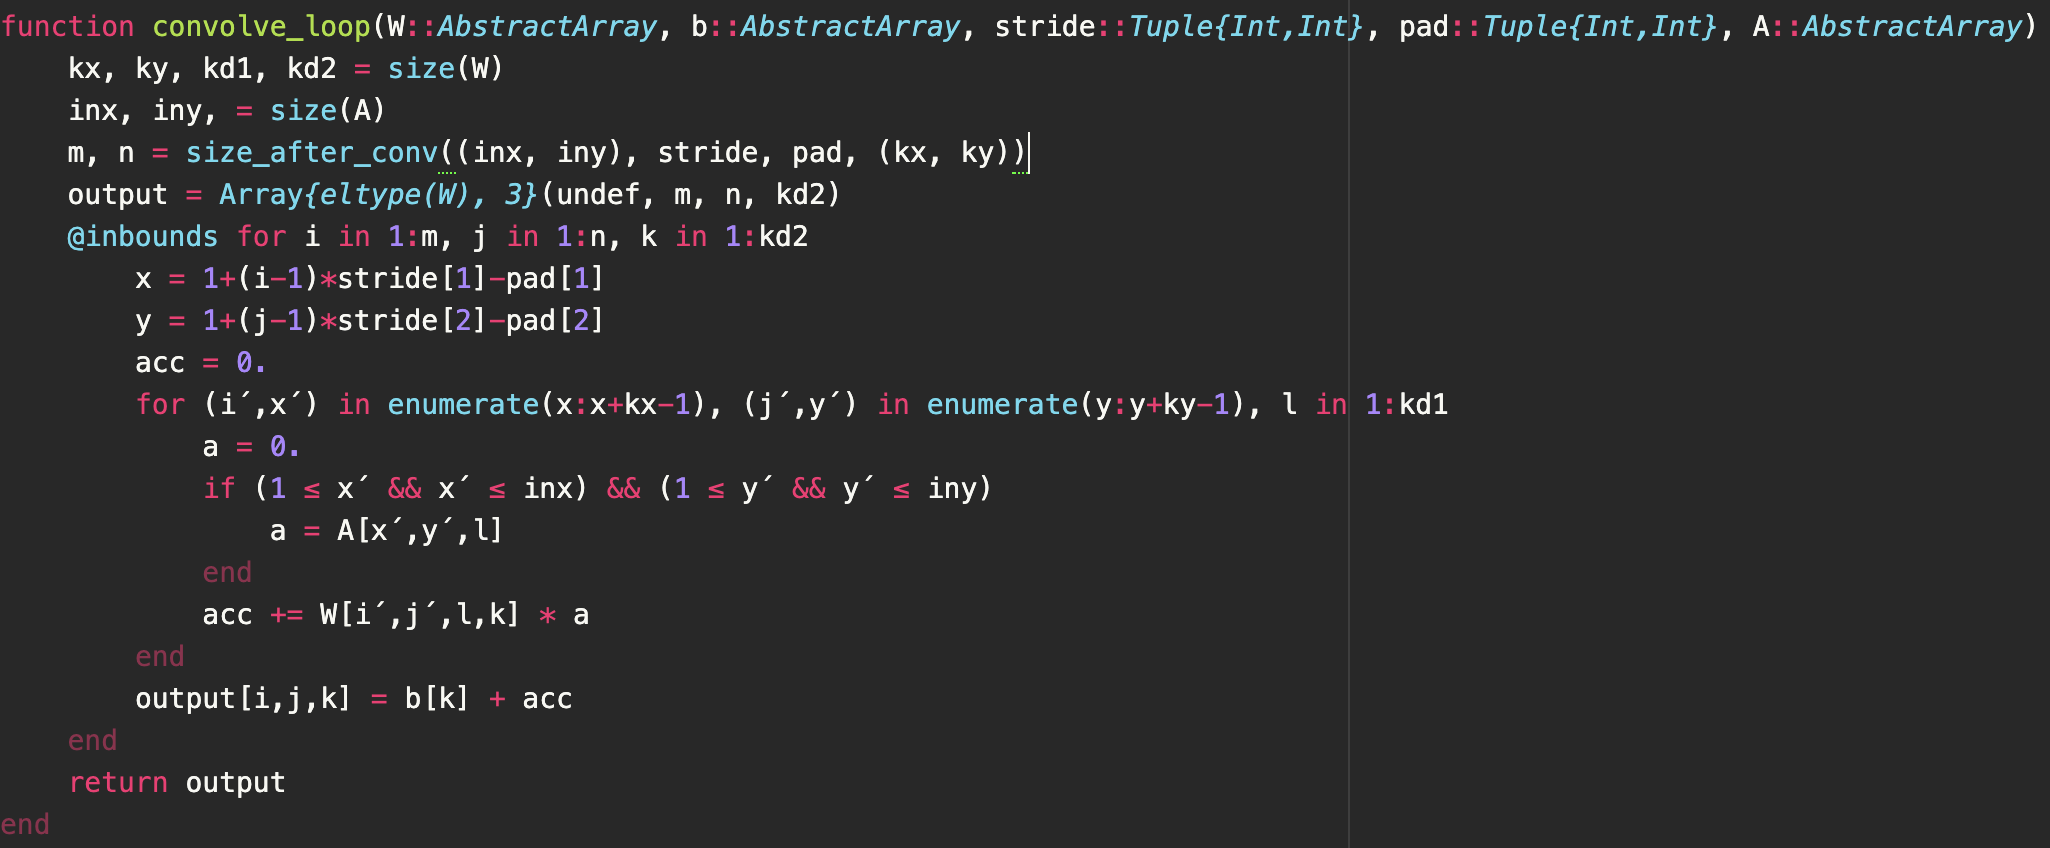 function convolve_loop(W::AbstractArray, b::AbstractArray, stride::Tuple{Int,Int}, pad::Tuple{Int,Int}, A::AbstractArray)
    kx, ky, kd1, kd2 = size(W)
    inx, iny, = size(A)
    m, n = size_after_conv((inx, iny), stride, pad, (kx, ky))
    output = Array{eltype(W), 3}(undef, m, n, kd2)
    @inbounds for i in 1:m, j in 1:n, k in 1:kd2
        x = 1+(i-1)*stride[1]-pad[1]
        y = 1+(j-1)*stride[2]-pad[2]
        acc = 0.
        for (i´,x´) in enumerate(x:x+kx-1), (j´,y´) in enumerate(y:y+ky-1), l in 1:kd1
            a = 0.
            if (1 ≤ x´ && x´ ≤ inx) && (1 ≤ y´ && y´ ≤ iny)
                a = A[x´,y´,l]
            end
            acc += W[i´,j´,l,k] * a
        end
        output[i,j,k] = b[k] + acc
    end
    return output
end